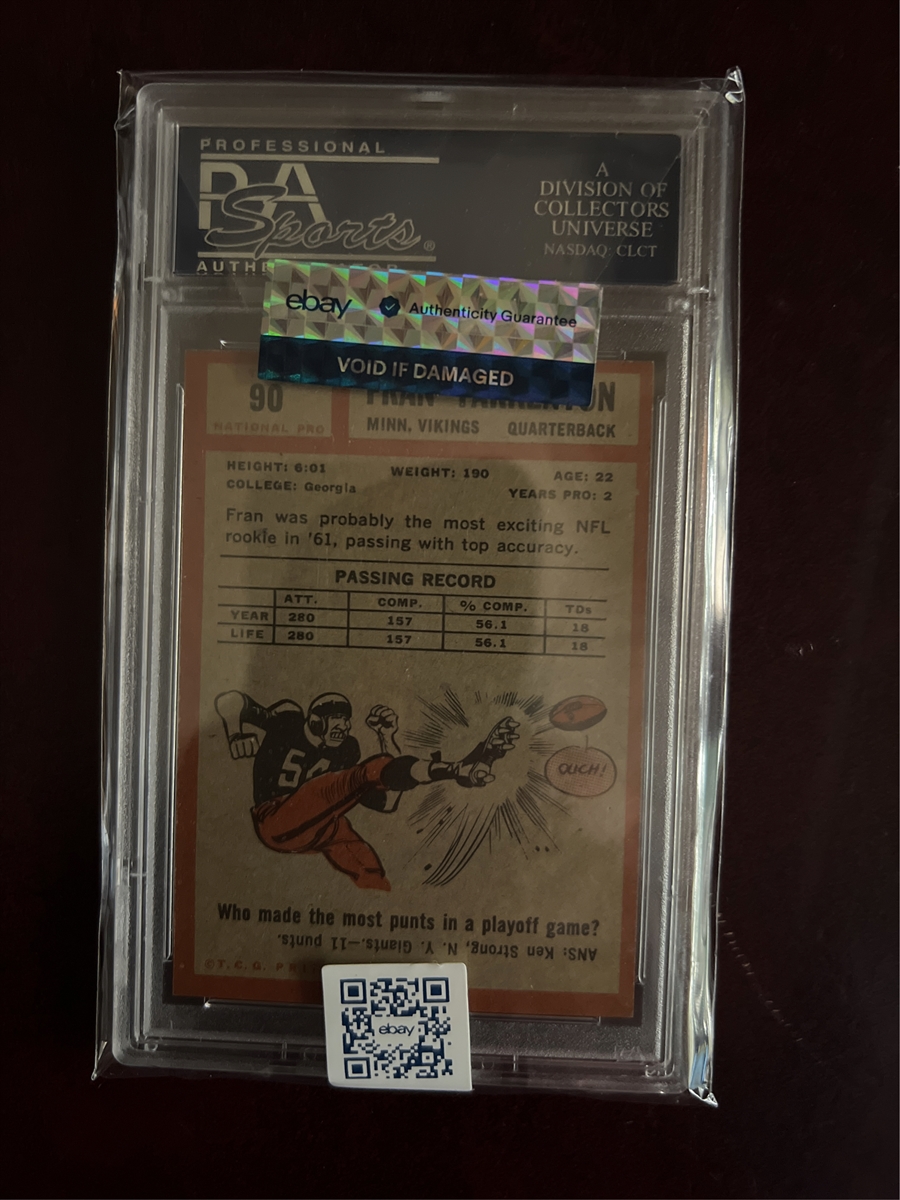 PROFESSIONAL
PSA
Sports®
A
DIVISION OF
COLLECTORS
UNIVERSE
NASDAQ: CLCT
ebay Authenticity Guarantee
VOID IF DAMAGED
90
NATIONAL PRO
FRAN TARKENTON
MINN. VIKINGS QUARTERBACK
HEIGHT: 6:01 WEIGHT: 190 AGE: 22
COLLEGE: Georgia YEARS PRO: 2
Fran was probably the most exciting NFL
rookie in '61, passing with top accuracy.
PASSING RECORD
ATT. COMP. % COMP. TDs
YEAR 280 157 56.1 18
LIFE 280 157 56.1 18
50
OUCH!
Who made the most punts in a playoff game?
ANS: Ken Strong, N. Y. Giants.—11 punts.
©T.C.G.
ebay